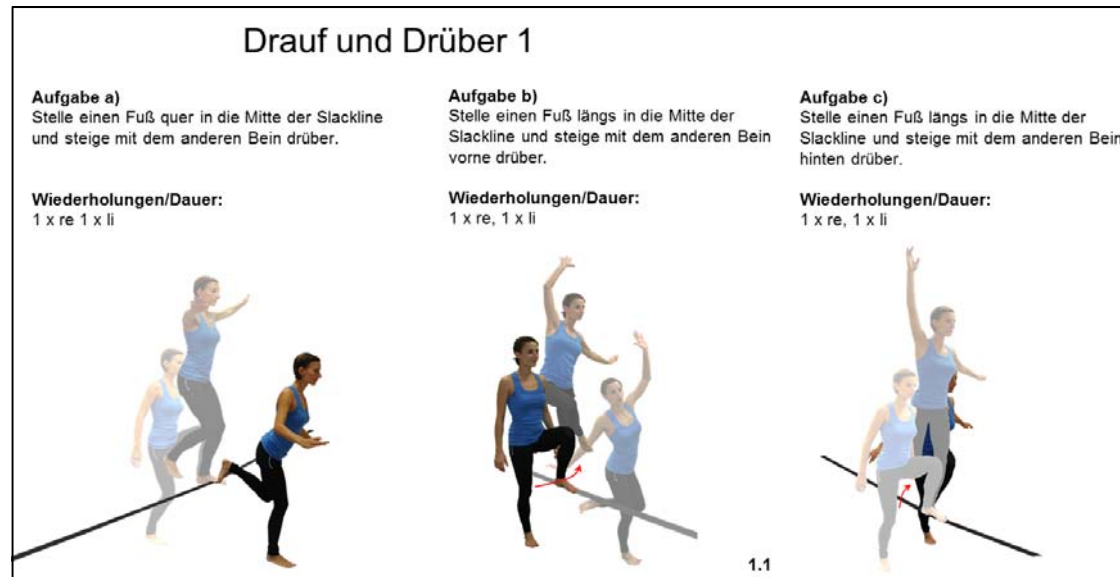 Drauf und Drüber 1
Aufgabe a)
Stelle einen Fuß quer in die Mitte der Slackline
und steige mit dem anderen Bein drüber.
Wiederholungen/Dauer:
1 x re 1 x li
Aufgabe b)
Stelle einen Fuß längs in die Mitte der
Slackline und steige mit dem anderen Bein
vorne drüber.
Wiederholungen/Dauer:
1 x re, 1 x li
Aufgabe c)
Stelle einen Fuß längs in die Mitte der
Slackline und steige mit dem anderen Bein
hinten drüber.
Wiederholungen/Dauer:
1 x re, 1 x li
1.1